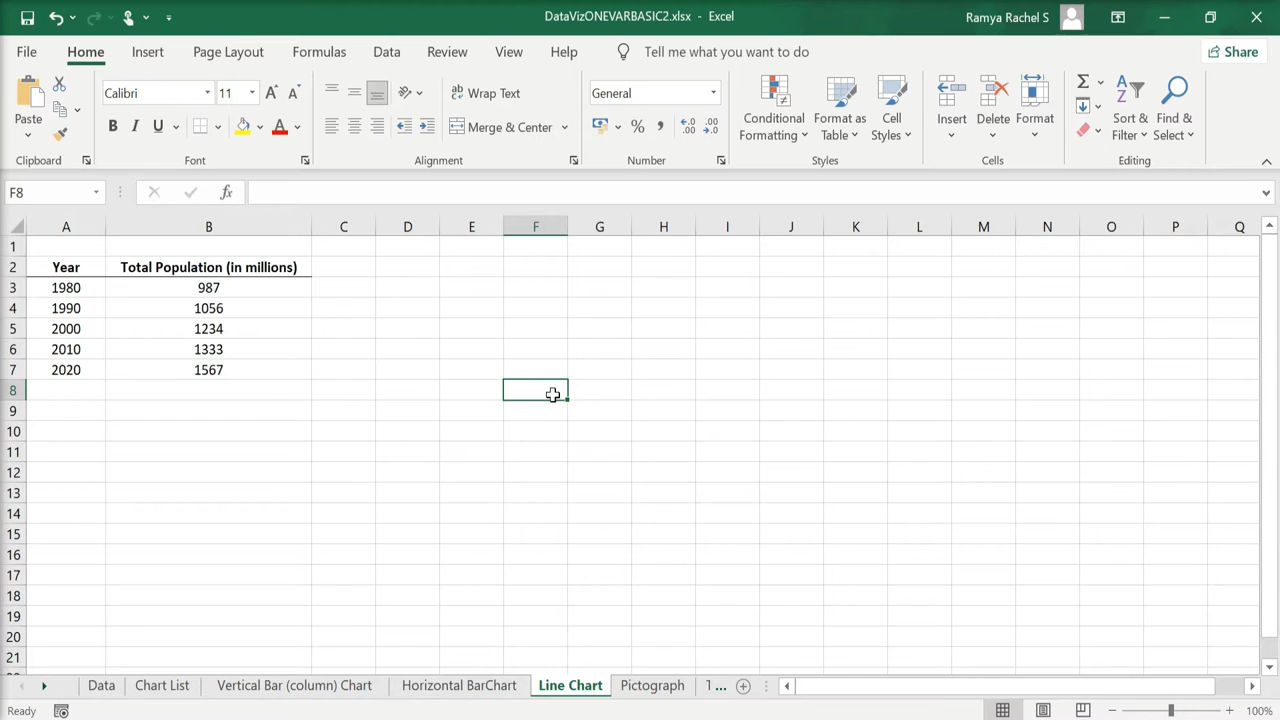 DataVizONEVARBASIC2.xlsx - Excel
Ramya Rachel S
File Home Insert Page Layout Formulas Data Review View Help Tell me what you want to do Share
Paste
Calibri 11 A A
B I U A
Wrap Text
Merge & Center
General
% , .0 .00
Conditional Formatting Format as Table Cell Styles
Insert Delete Format
Sort & Filter Find & Select
Clipboard Font Alignment Number Styles Cells Editing
F8 fx
A B C D E F G H I J K L M N O P Q
1
2 Year Total Population (in millions)
3 1980 987
4 1990 1056
5 2000 1234
6 2010 1333
7 2020 1567
8
9
10
11
12
13
14
15
16
17
18
19
20
21
Data Chart List Vertical Bar (column) Chart Horizontal BarChart Line Chart Pictograph T ...
Ready 100%